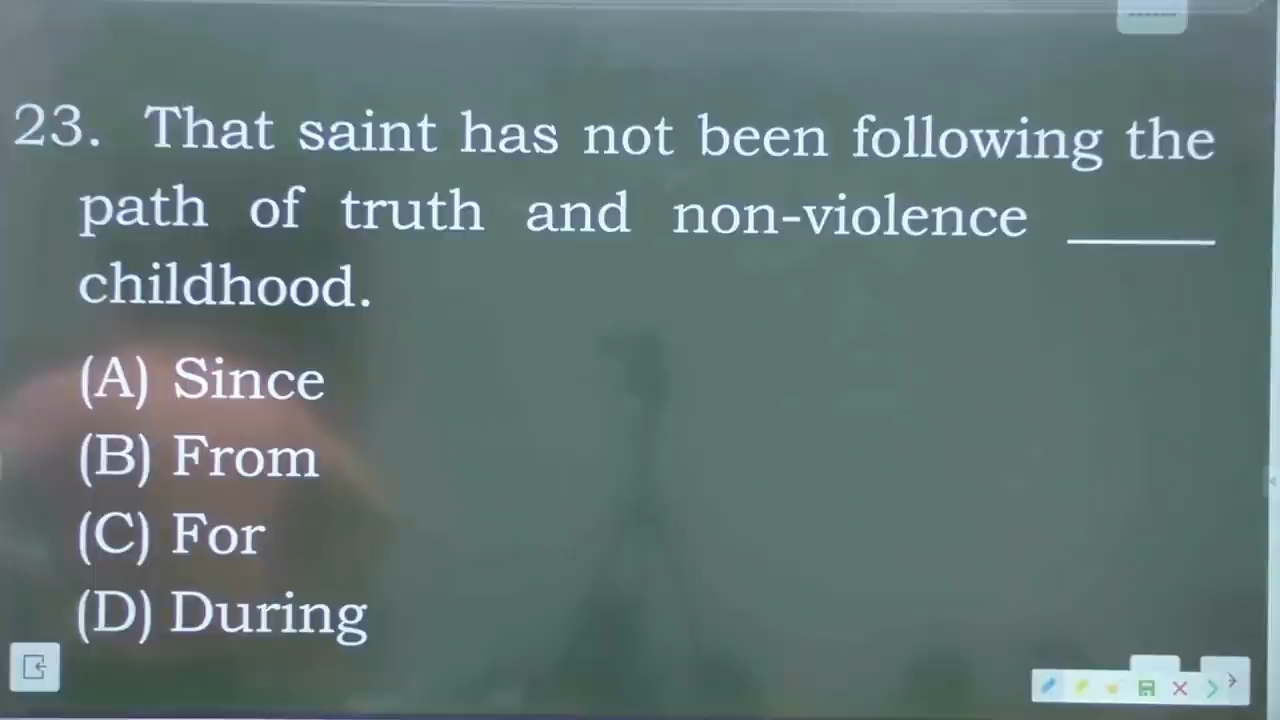 23. That saint has not been following the
path of truth and non-violence _____
childhood.
(A) Since
(B) From
(C) For
(D) During